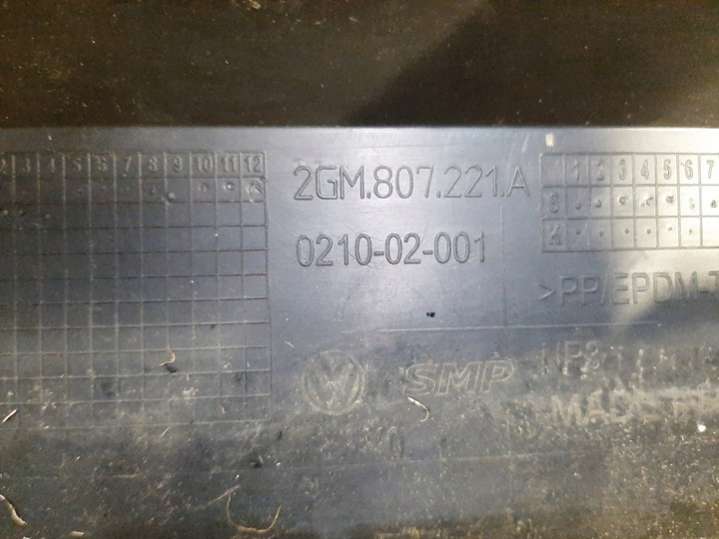 2 3 4 5 6 7 8 9 10 11 12
2GM.807.221.A
0210-02-001
1 2 3 4 5 6 7
>PP/EPDM-T
SMP
MADE